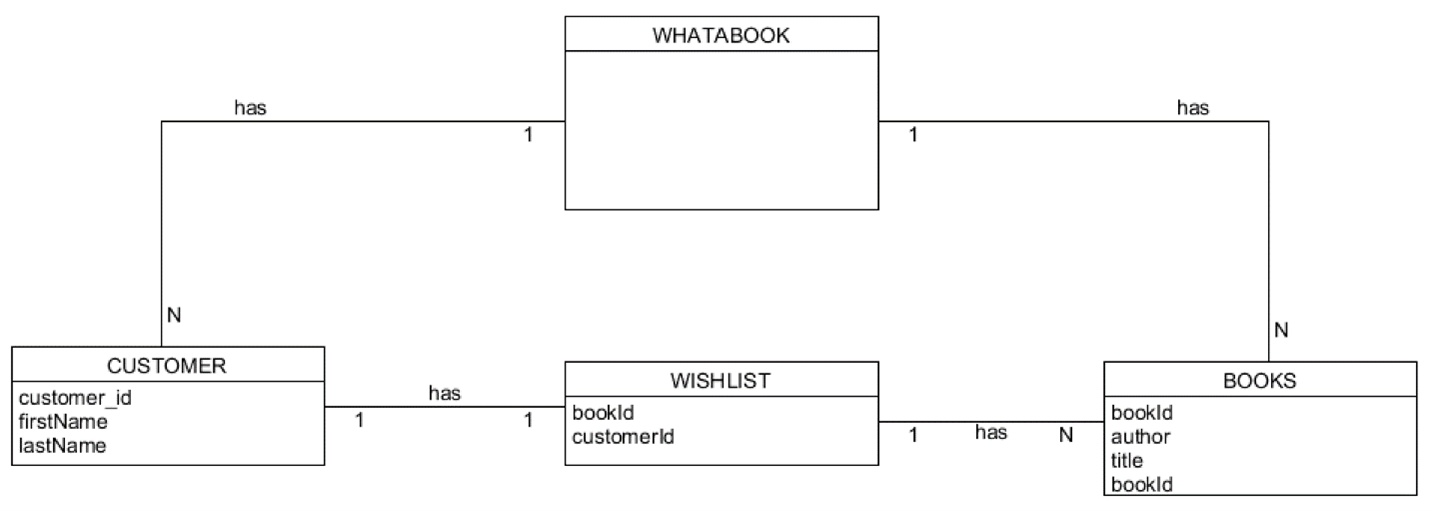 WHATABOOK
has
1
1
has
N
N
CUSTOMER
customer_id
firstName
lastName
1
has
1
WISHLIST
bookId
customerId
1
has
N
BOOKS
bookId
author
title
bookId